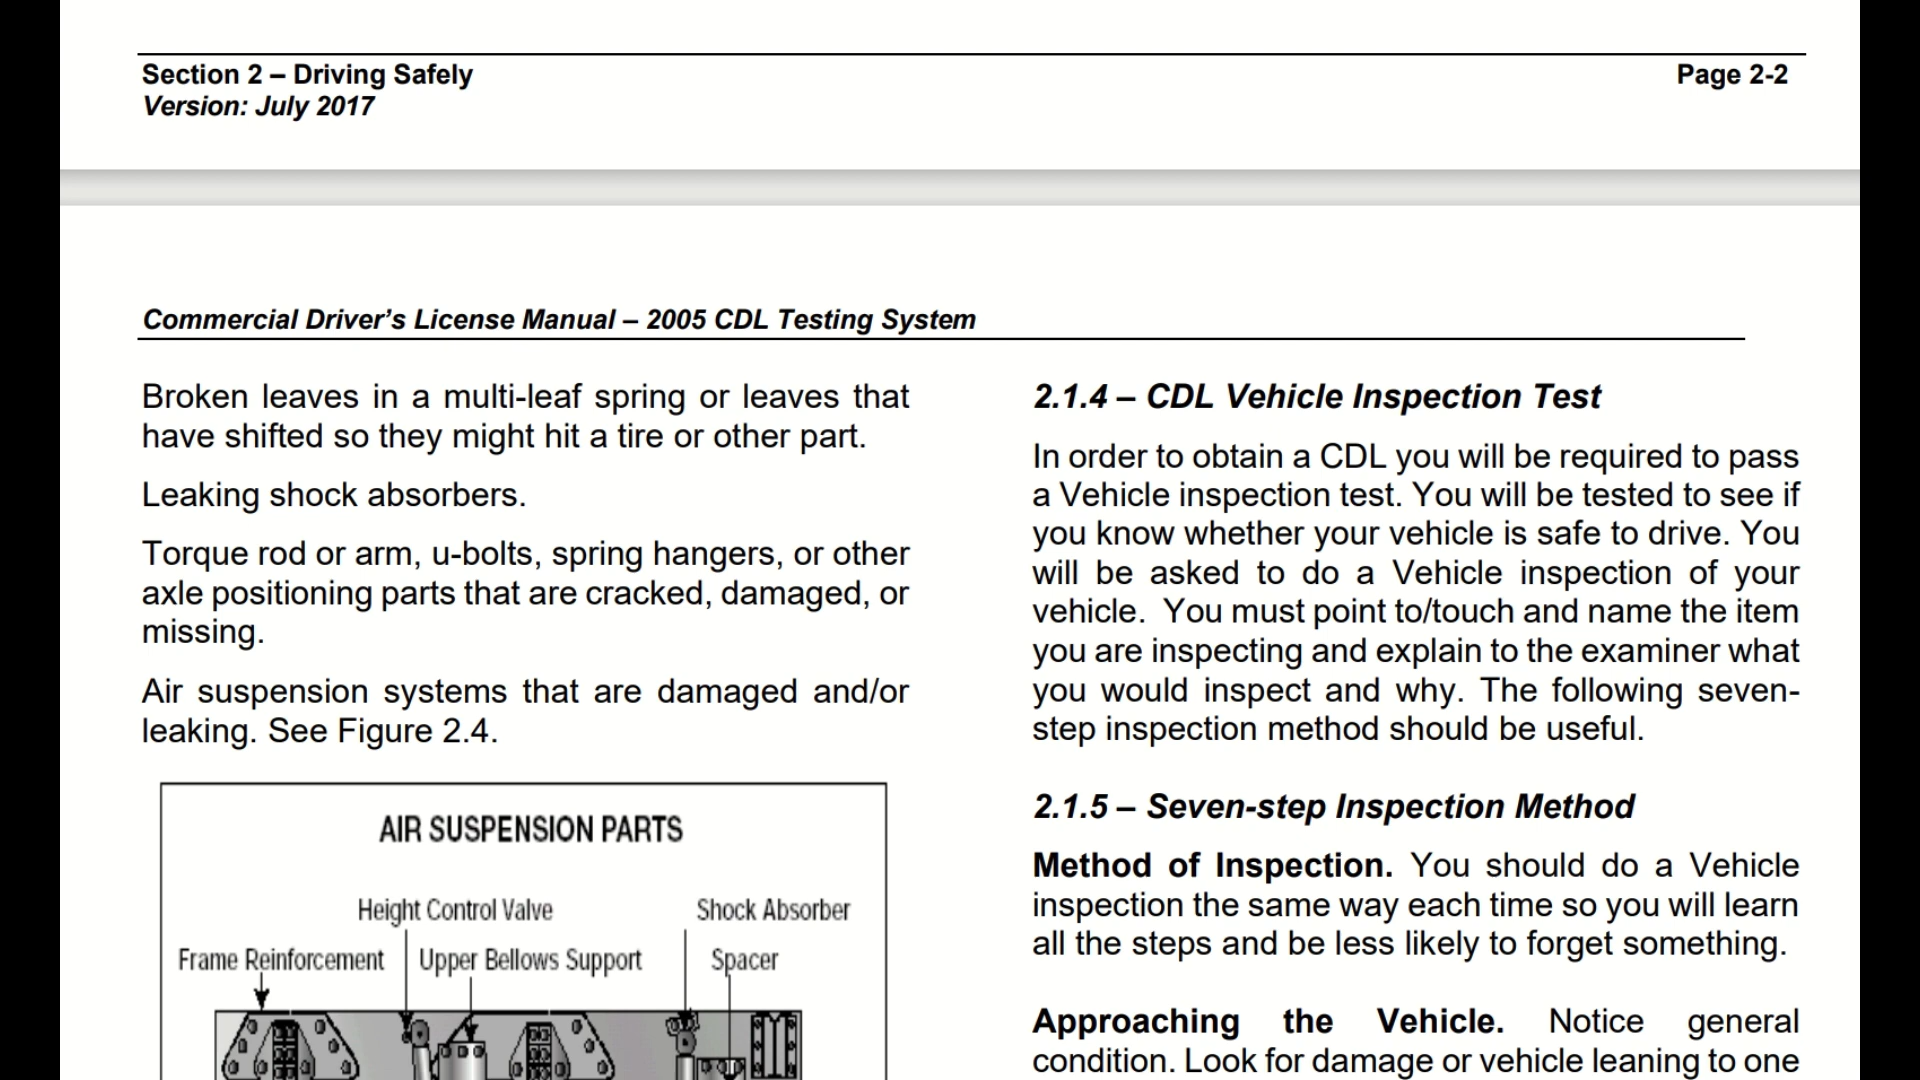 Section 2 – Driving Safely
Page 2-2
Version: July 2017
Commercial Driver’s License Manual – 2005 CDL Testing System
Broken leaves in a multi-leaf spring or leaves that
have shifted so they might hit a tire or other part.
Leaking shock absorbers.
Torque rod or arm, u-bolts, spring hangers, or other
axle positioning parts that are cracked, damaged, or
missing.
Air suspension systems that are damaged and/or
leaking. See Figure 2.4.
AIR SUSPENSION PARTS
Height Control Valve
Shock Absorber
Frame Reinforcement
Upper Bellows Support
Spacer
2.1.4 – CDL Vehicle Inspection Test
In order to obtain a CDL you will be required to pass
a Vehicle inspection test. You will be tested to see if
you know whether your vehicle is safe to drive. You
will be asked to do a Vehicle inspection of your
vehicle.  You must point to/touch and name the item
you are inspecting and explain to the examiner what
you would inspect and why. The following seven-
step inspection method should be useful.
2.1.5 – Seven-step Inspection Method
Method of Inspection. You should do a Vehicle
inspection the same way each time so you will learn
all the steps and be less likely to forget something.
Approaching the Vehicle. Notice general
condition. Look for damage or vehicle leaning to one